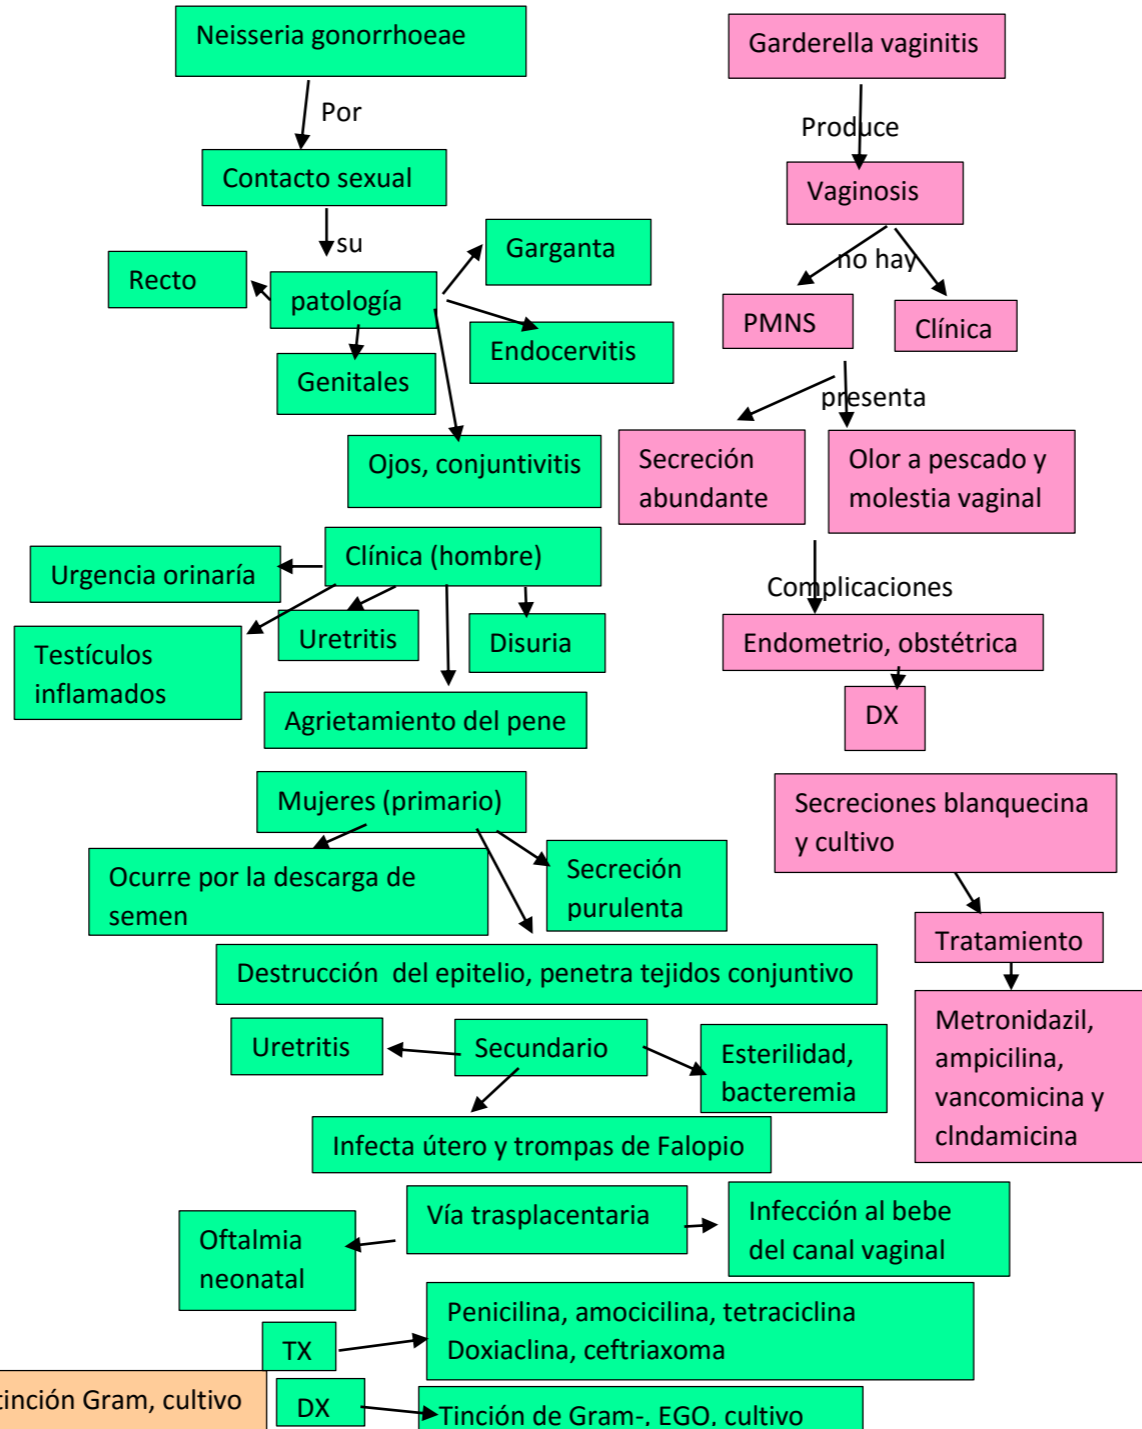 Neisseria gonorrhoeae
Por
Contacto sexual
su
patología
Recto
Garganta
Endocervitis
Genitales
Ojos, conjuntivitis
Clínica (hombre)
Urgencia orinaría
Testículos
inflamados
Uretritis
Disuria
Agrietamiento del pene
Mujeres (primario)
Ocurre por la descarga de
semen
Secreción
purulenta
Destrucción del epitelio, penetra tejidos conjuntivo
Uretritis
Secundario
Esterilidad,
bacteremia
Infecta útero y trompas de Falopio
Vía trasplacentaria
Oftalmia
neonatal
Infección al bebe
del canal vaginal
TX
Penicilina, amocicilina, tetraciclina
Doxiaclina, ceftriaxoma
tinción Gram, cultivo
DX
Tinción de Gram-, EGO, cultivo
Garderella vaginitis
Produce
Vaginosis
no hay
PMNS
Clínica
presenta
Secreción
abundante
Olor a pescado y
molestia vaginal
Complicaciones
Endometrio, obstétrica
DX
Secreciones blanquecina
y cultivo
Tratamiento
Metronidazil,
ampicilina,
vancomicina y
clndamicina